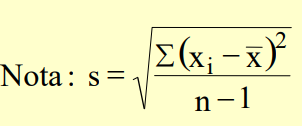 Nota: s = √(Σ(xᵢ − x̅)² / (n − 1))